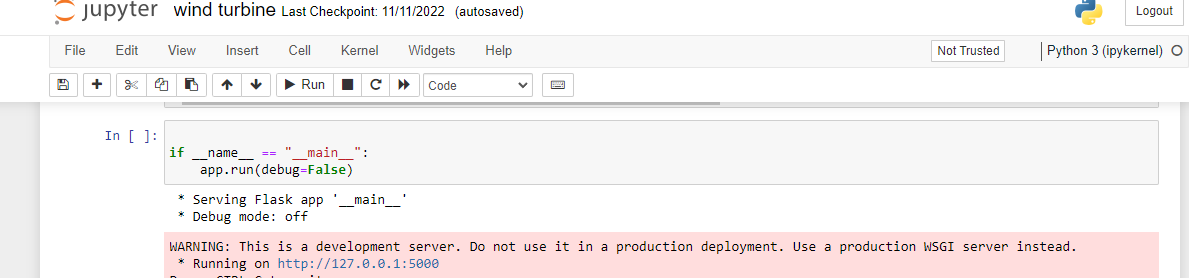 jupyter wind turbine Last Checkpoint: 11/11/2022 (autosaved)
Logout
File Edit View Insert Cell Kernel Widgets Help Not Trusted Python 3 (ipykernel)
Run Code
In [ ]:
if __name__ == "__main__":
    app.run(debug=False)
 * Serving Flask app '__main__'
 * Debug mode: off
WARNING: This is a development server. Do not use it in a production deployment. Use a production WSGI server instead.
 * Running on http://127.0.0.1:5000